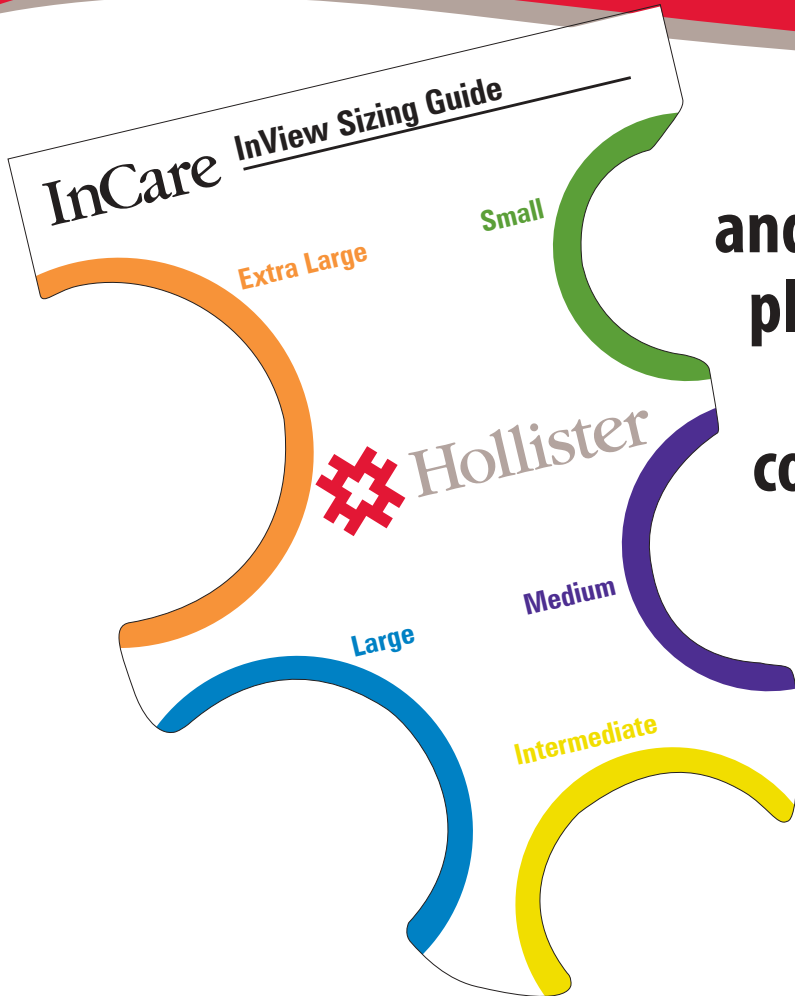 InCare InView Sizing Guide
Small
Extra Large
Hollister
Medium
Large
Intermediate